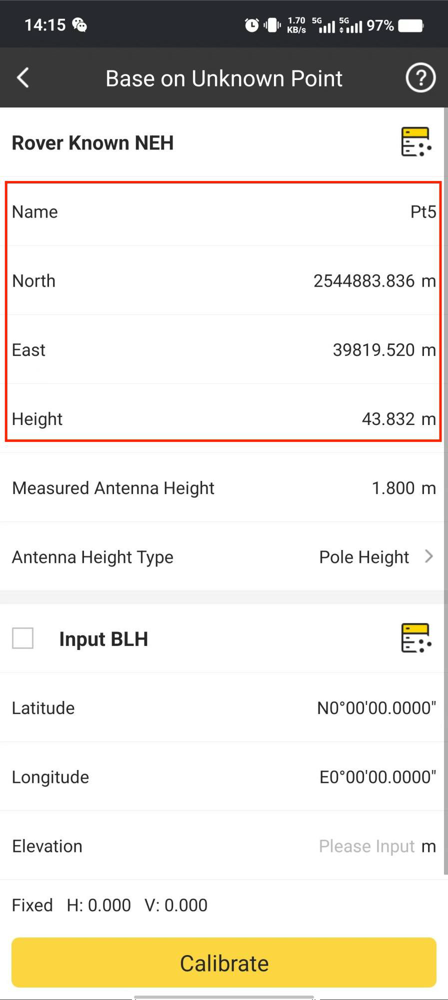 14:15 1.70 KB/s 5G 5G 97%
Base on Unknown Point ?
Rover Known NEH
Name Pt5
North 2544883.836 m
East 39819.520 m
Height 43.832 m
Measured Antenna Height 1.800 m
Antenna Height Type Pole Height
Input BLH
Latitude N0°00'00.0000"
Longitude E0°00'00.0000"
Elevation Please Input m
Fixed H: 0.000 V: 0.000
Calibrate